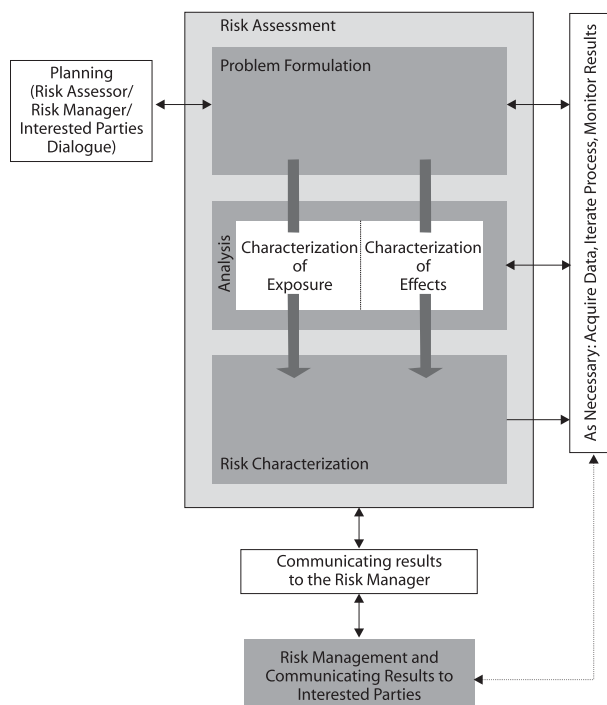 Risk Assessment
Problem Formulation
Planning
(Risk Assessor/
Risk Manager/
Interested Parties
Dialogue)
Analysis
Characterization
of
Exposure
Characterization
of
Effects
Risk Characterization
As Necessary: Acquire Data, Iterate Process, Monitor Results
Communicating results
to the Risk Manager
Risk Management and
Communicating Results to
Interested Parties